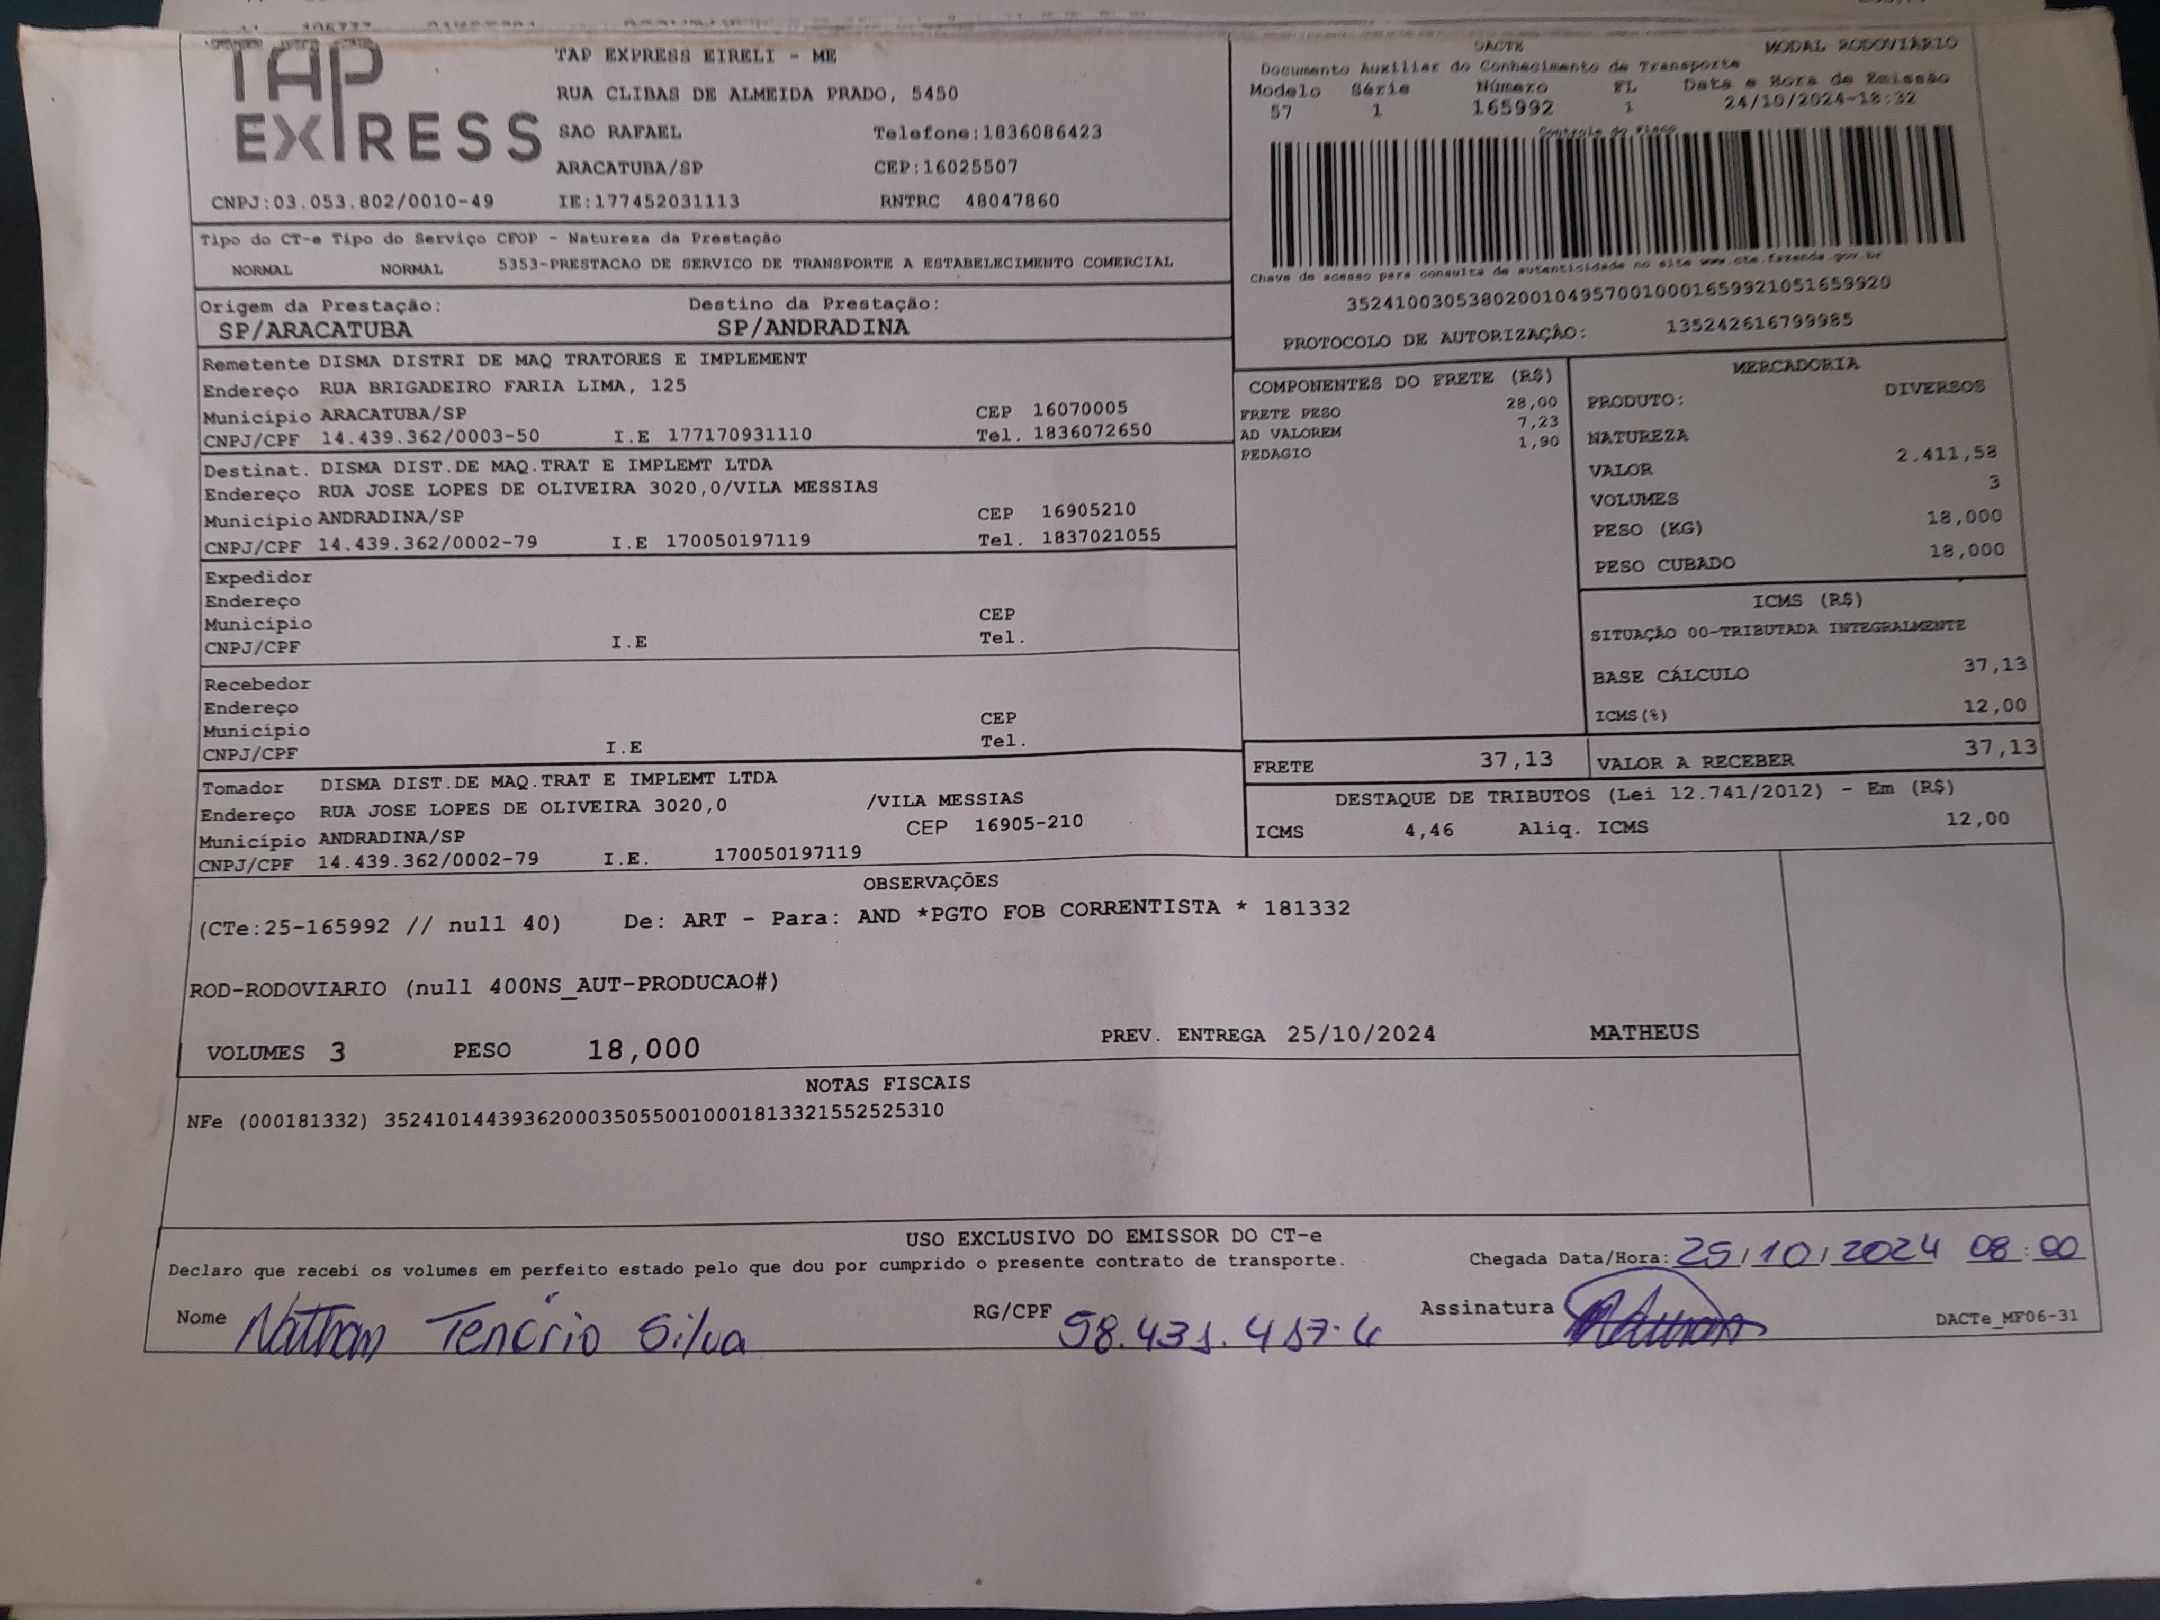 TAP
EXPRESS
TAP EXPRESS EIRELI - ME
RUA CLIBAS DE ALMEIDA PRADO, 5450
SAO RAFAEL Telefone:1836086423
ARACATUBA/SP CEP:16025507
CNPJ:03.053.802/0010-49 IE:177452031113 RNTRC 48047860
DACTE MODAL RODOVIÁRIO
Documento Auxiliar do Conhecimento de Transporte
Modelo Série Número FL Data e Hora de Emissão
57 1 165992 1 24/10/2024-18:32
Controle do Fisco
Chave de acesso para consulta de autenticidade no site www.cte.fazenda.gov.br
35241003053802001049570010001659921051659920
PROTOCOLO DE AUTORIZAÇÃO: 135242616799985
Tipo do CT-e Tipo do Serviço CFOP - Natureza da Prestação
NORMAL NORMAL 5353-PRESTACAO DE SERVICO DE TRANSPORTE A ESTABELECIMENTO COMERCIAL
Origem da Prestação: Destino da Prestação:
SP/ARACATUBA SP/ANDRADINA
Remetente DISMA DISTRI DE MAQ TRATORES E IMPLEMENT
Endereço RUA BRIGADEIRO FARIA LIMA, 125
Município ARACATUBA/SP CEP 16070005
CNPJ/CPF 14.439.362/0003-50 I.E 177170931110 Tel. 1836072650
Destinat. DISMA DIST.DE MAQ.TRAT E IMPLEMT LTDA
Endereço RUA JOSE LOPES DE OLIVEIRA 3020,0/VILA MESSIAS
Município ANDRADINA/SP CEP 16905210
CNPJ/CPF 14.439.362/0002-79 I.E 170050197119 Tel. 1837021055
Expedidor
Endereço
Município CEP
CNPJ/CPF I.E Tel.
Recebedor
Endereço
Município CEP
CNPJ/CPF I.E Tel.
Tomador DISMA DIST.DE MAQ.TRAT E IMPLEMT LTDA
Endereço RUA JOSE LOPES DE OLIVEIRA 3020,0 /VILA MESSIAS
Município ANDRADINA/SP CEP 16905-210
CNPJ/CPF 14.439.362/0002-79 I.E. 170050197119
COMPONENTES DO FRETE (R$)
FRETE PESO 28,00
AD VALOREM 7,23
PEDAGIO 1,90
MERCADORIA
PRODUTO: DIVERSOS
NATUREZA
VALOR 2.411,58
VOLUMES 3
PESO (KG) 18,000
PESO CUBADO 18,000
ICMS (R$)
SITUAÇÃO 00-TRIBUTADA INTEGRALMENTE
BASE CÁLCULO 37,13
ICMS(%) 12,00
FRETE 37,13 VALOR A RECEBER 37,13
DESTAQUE DE TRIBUTOS (Lei 12.741/2012) - Em (R$)
ICMS 4,46 Aliq. ICMS 12,00
OBSERVAÇÕES
(CTe:25-165992 // null 40) De: ART - Para: AND *PGTO FOB CORRENTISTA * 181332
ROD-RODOVIARIO (null 400NS_AUT-PRODUCAO#)
VOLUMES 3 PESO 18,000 PREV. ENTREGA 25/10/2024 MATHEUS
NOTAS FISCAIS
NFe (000181332) 35241014439362000350550010001813321552525310
USO EXCLUSIVO DO EMISSOR DO CT-e
Declaro que recebi os volumes em perfeito estado pelo que dou por cumprido o presente contrato de transporte. Chegada Data/Hora: 25/10/2024 08:00
Nome Nathan Tenório Silva RG/CPF 58.431.457-6 Assinatura Nathan DACTe_MF06-31